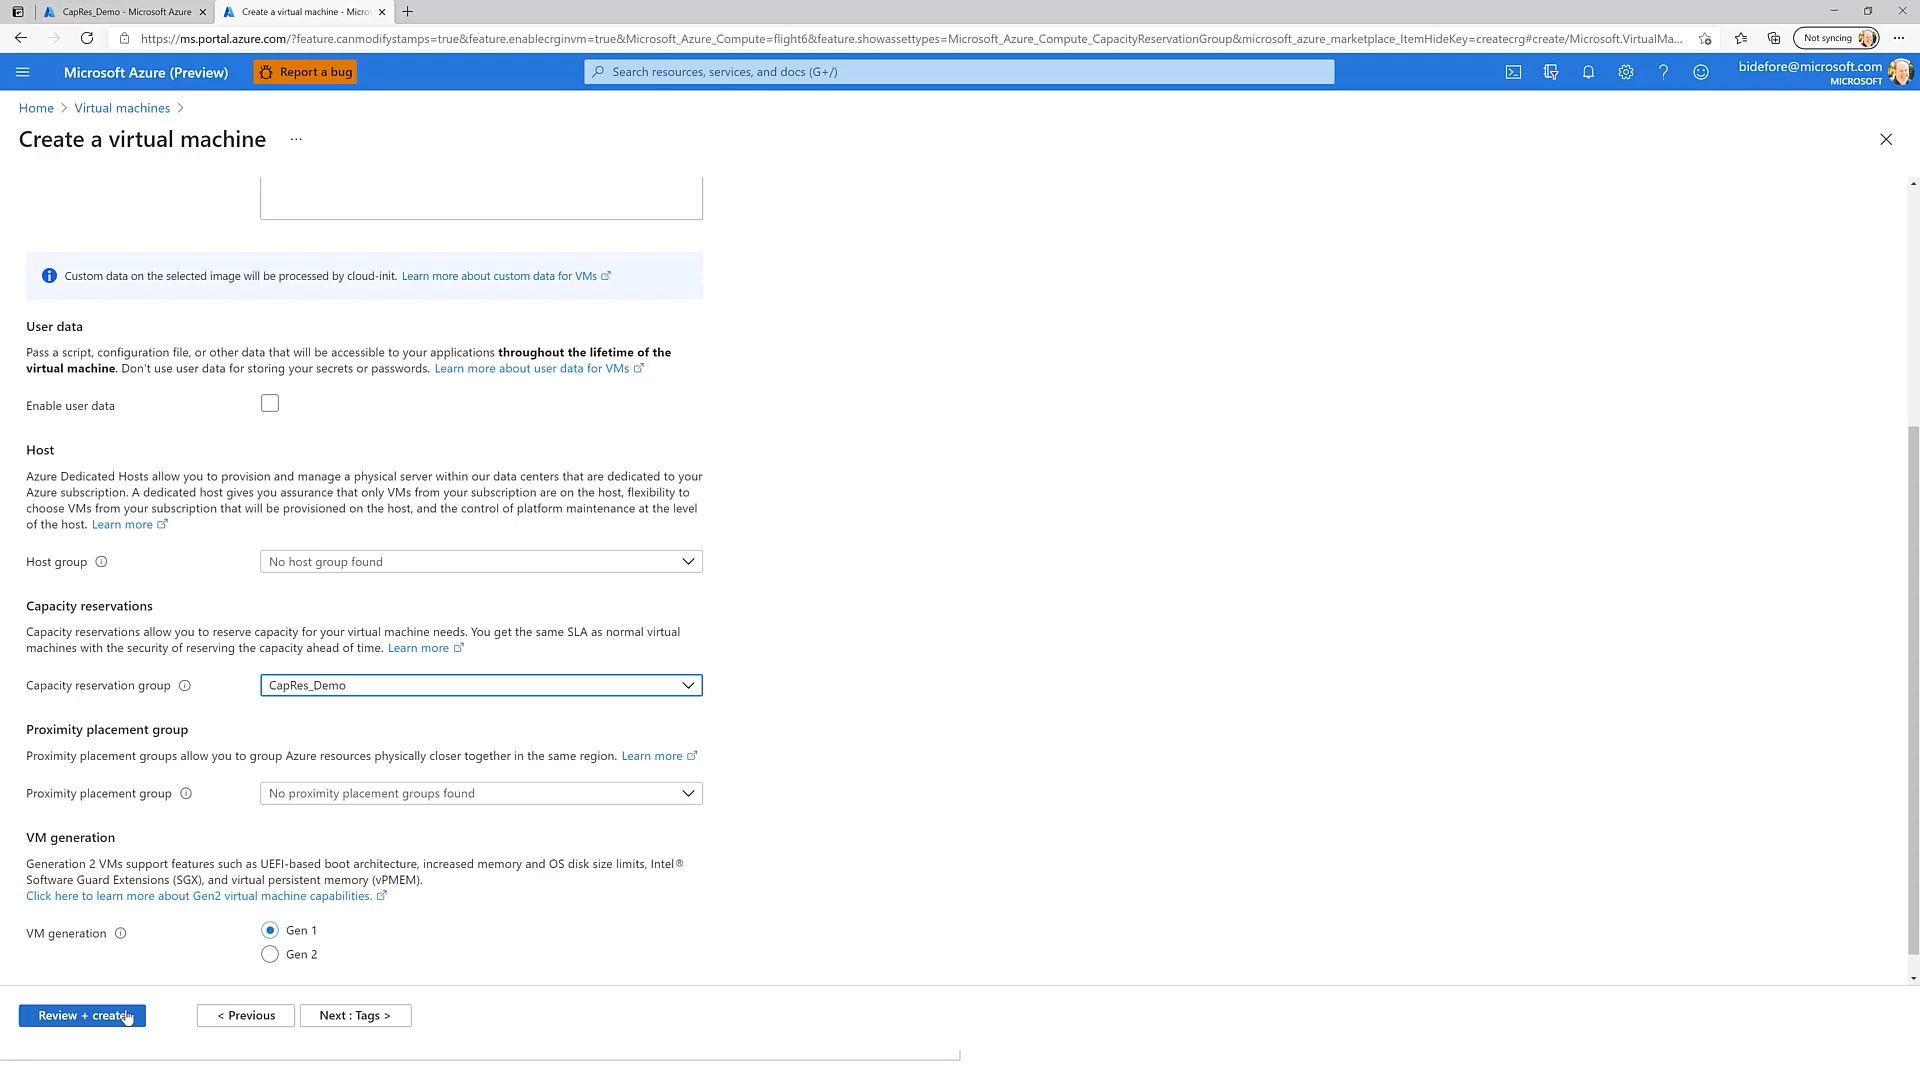 CapRes_Demo - Microsoft Azure
Create a virtual machine - Micro
https://ms.portal.azure.com/?feature.canmodifystamps=true&feature.enablecrginvm=true&Microsoft_Azure_Compute=flight6&feature.showassettypes=Microsoft_Azure_Compute_CapacityReservationGroup&microsoft_azure_marketplace_ItemHideKey=createcrg#create/Microsoft.VirtualMa...
Not syncing
Microsoft Azure (Preview)
Report a bug
Search resources, services, and docs (G+/)
bidefore@microsoft.com
MICROSOFT
Home > Virtual machines >
Create a virtual machine ...
Custom data on the selected image will be processed by cloud-init. Learn more about custom data for VMs
User data
Pass a script, configuration file, or other data that will be accessible to your applications throughout the lifetime of the
virtual machine. Don't use user data for storing your secrets or passwords. Learn more about user data for VMs
Enable user data
Host
Azure Dedicated Hosts allow you to provision and manage a physical server within our data centers that are dedicated to your
Azure subscription. A dedicated host gives you assurance that only VMs from your subscription are on the host, flexibility to
choose VMs from your subscription that will be provisioned on the host, and the control of platform maintenance at the level
of the host. Learn more
Host group
No host group found
Capacity reservations
Capacity reservations allow you to reserve capacity for your virtual machine needs. You get the same SLA as normal virtual
machines with the security of reserving the capacity ahead of time. Learn more
Capacity reservation group
CapRes_Demo
Proximity placement group
Proximity placement groups allow you to group Azure resources physically closer together in the same region. Learn more
Proximity placement group
No proximity placement groups found
VM generation
Generation 2 VMs support features such as UEFI-based boot architecture, increased memory and OS disk size limits, Intel®
Software Guard Extensions (SGX), and virtual persistent memory (vPMEM).
Click here to learn more about Gen2 virtual machine capabilities.
VM generation
Gen 1
Gen 2
Review + create
< Previous
Next : Tags >